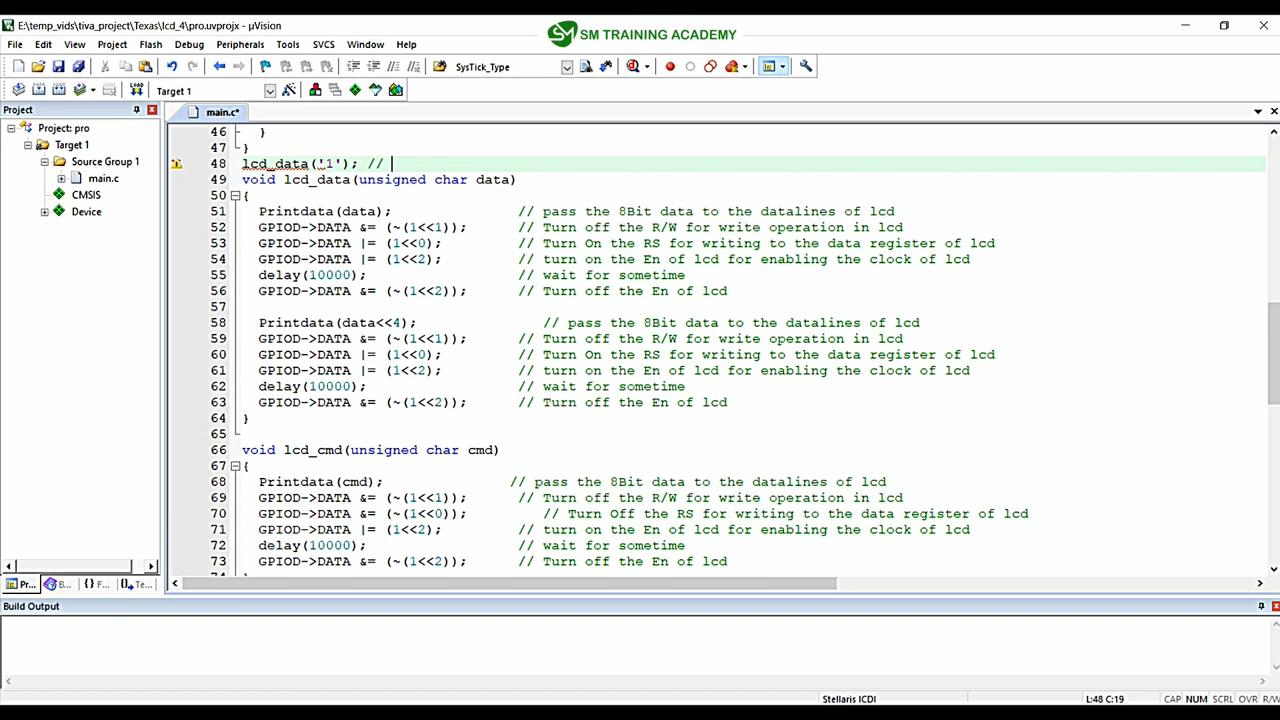 E:\temp_vids\tiva_project\Texas\lcd_4\pro.uvprojx - µVision
SM TRAINING ACADEMY
File Edit View Project Flash Debug Peripherals Tools SVCS Window Help
SysTick_Type
LOAD
Target 1
Project
main.c*
Project: pro
Target 1
Source Group 1
main.c
CMSIS
Device
46 }
47 }
48 lcd_data('1'); //
49 void lcd_data(unsigned char data)
50 {
51 Printdata(data); // pass the 8Bit data to the datalines of lcd
52 GPIOD->DATA &= (~(1<<1)); // Turn off the R/W for write operation in lcd
53 GPIOD->DATA |= (1<<0); // Turn On the RS for writing to the data register of lcd
54 GPIOD->DATA |= (1<<2); // turn on the En of lcd for enabling the clock of lcd
55 delay(10000); // wait for sometime
56 GPIOD->DATA &= (~(1<<2)); // Turn off the En of lcd
57
58 Printdata(data<<4); // pass the 8Bit data to the datalines of lcd
59 GPIOD->DATA &= (~(1<<1)); // Turn off the R/W for write operation in lcd
60 GPIOD->DATA |= (1<<0); // Turn On the RS for writing to the data register of lcd
61 GPIOD->DATA |= (1<<2); // turn on the En of lcd for enabling the clock of lcd
62 delay(10000); // wait for sometime
63 GPIOD->DATA &= (~(1<<2)); // Turn off the En of lcd
64 }
65
66 void lcd_cmd(unsigned char cmd)
67 {
68 Printdata(cmd); // pass the 8Bit data to the datalines of lcd
69 GPIOD->DATA &= (~(1<<1)); // Turn off the R/W for write operation in lcd
70 GPIOD->DATA &= (~(1<<0)); // Turn Off the RS for writing to the data register of lcd
71 GPIOD->DATA |= (1<<2); // turn on the En of lcd for enabling the clock of lcd
72 delay(10000); // wait for sometime
73 GPIOD->DATA &= (~(1<<2)); // Turn off the En of lcd
Pr... B... {} F... Te...
Build Output
Stellaris ICDI L:48 C:19 CAP NUM SCRL OVR R/W